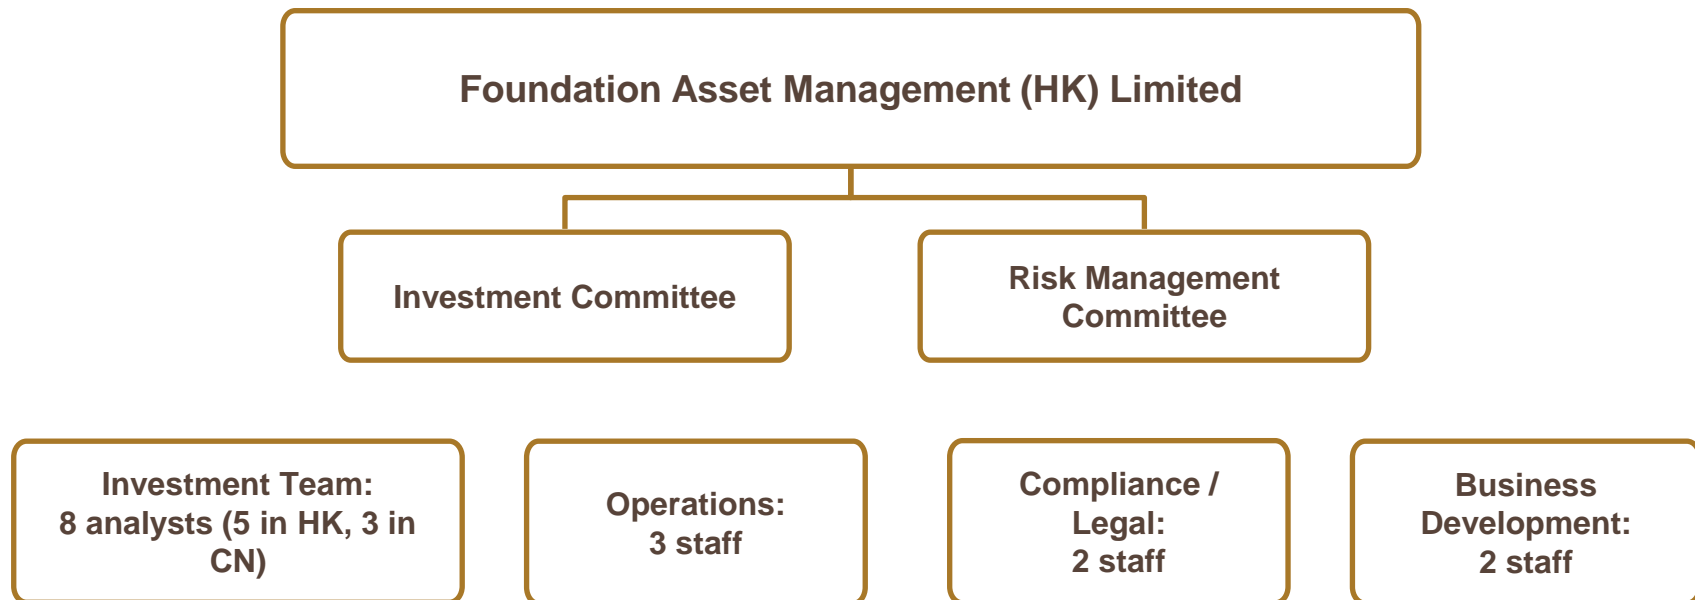 Foundation Asset Management (HK) Limited
Investment Committee
Risk Management
Committee
Investment Team:
8 analysts (5 in HK, 3 in
CN)
Operations:
3 staff
Compliance /
Legal:
2 staff
Business
Development:
2 staff